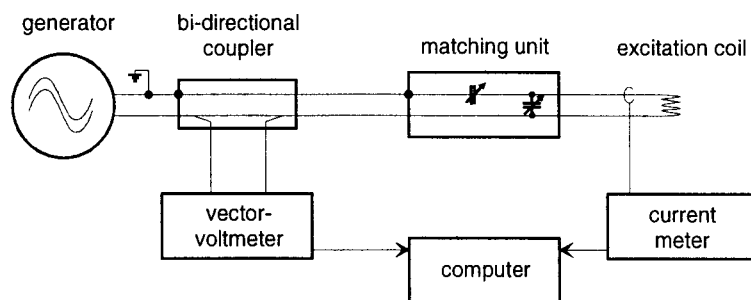 generator
bi-directional
coupler
matching unit
excitation coil
vector-
voltmeter
computer
current
meter